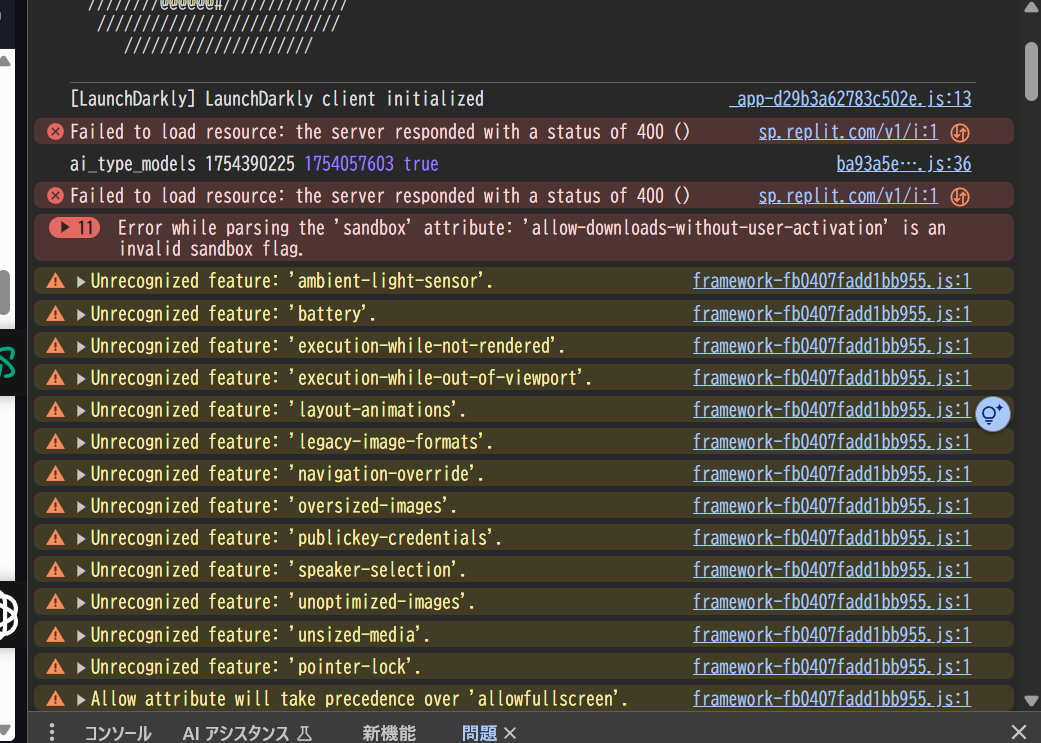 /////////@@@@@@#//////////////
///////////////////////////
/////////////////////
[LaunchDarkly] LaunchDarkly client initialized _app-d29b3a62783c502e.js:13
Failed to load resource: the server responded with a status of 400 () sp.replit.com/v1/i:1
ai_type_models 1754390225 1754057603 true ba93a5e….js:36
Failed to load resource: the server responded with a status of 400 () sp.replit.com/v1/i:1
11 Error while parsing the 'sandbox' attribute: 'allow-downloads-without-user-activation' is an
invalid sandbox flag.
Unrecognized feature: 'ambient-light-sensor'. framework-fb0407fadd1bb955.js:1
Unrecognized feature: 'battery'. framework-fb0407fadd1bb955.js:1
Unrecognized feature: 'execution-while-not-rendered'. framework-fb0407fadd1bb955.js:1
Unrecognized feature: 'execution-while-out-of-viewport'. framework-fb0407fadd1bb955.js:1
Unrecognized feature: 'layout-animations'. framework-fb0407fadd1bb955.js:1
Unrecognized feature: 'legacy-image-formats'. framework-fb0407fadd1bb955.js:1
Unrecognized feature: 'navigation-override'. framework-fb0407fadd1bb955.js:1
Unrecognized feature: 'oversized-images'. framework-fb0407fadd1bb955.js:1
Unrecognized feature: 'publickey-credentials'. framework-fb0407fadd1bb955.js:1
Unrecognized feature: 'speaker-selection'. framework-fb0407fadd1bb955.js:1
Unrecognized feature: 'unoptimized-images'. framework-fb0407fadd1bb955.js:1
Unrecognized feature: 'unsized-media'. framework-fb0407fadd1bb955.js:1
Unrecognized feature: 'pointer-lock'. framework-fb0407fadd1bb955.js:1
Allow attribute will take precedence over 'allowfullscreen'. framework-fb0407fadd1bb955.js:1
コンソール AI アシスタンス 新機能 問題